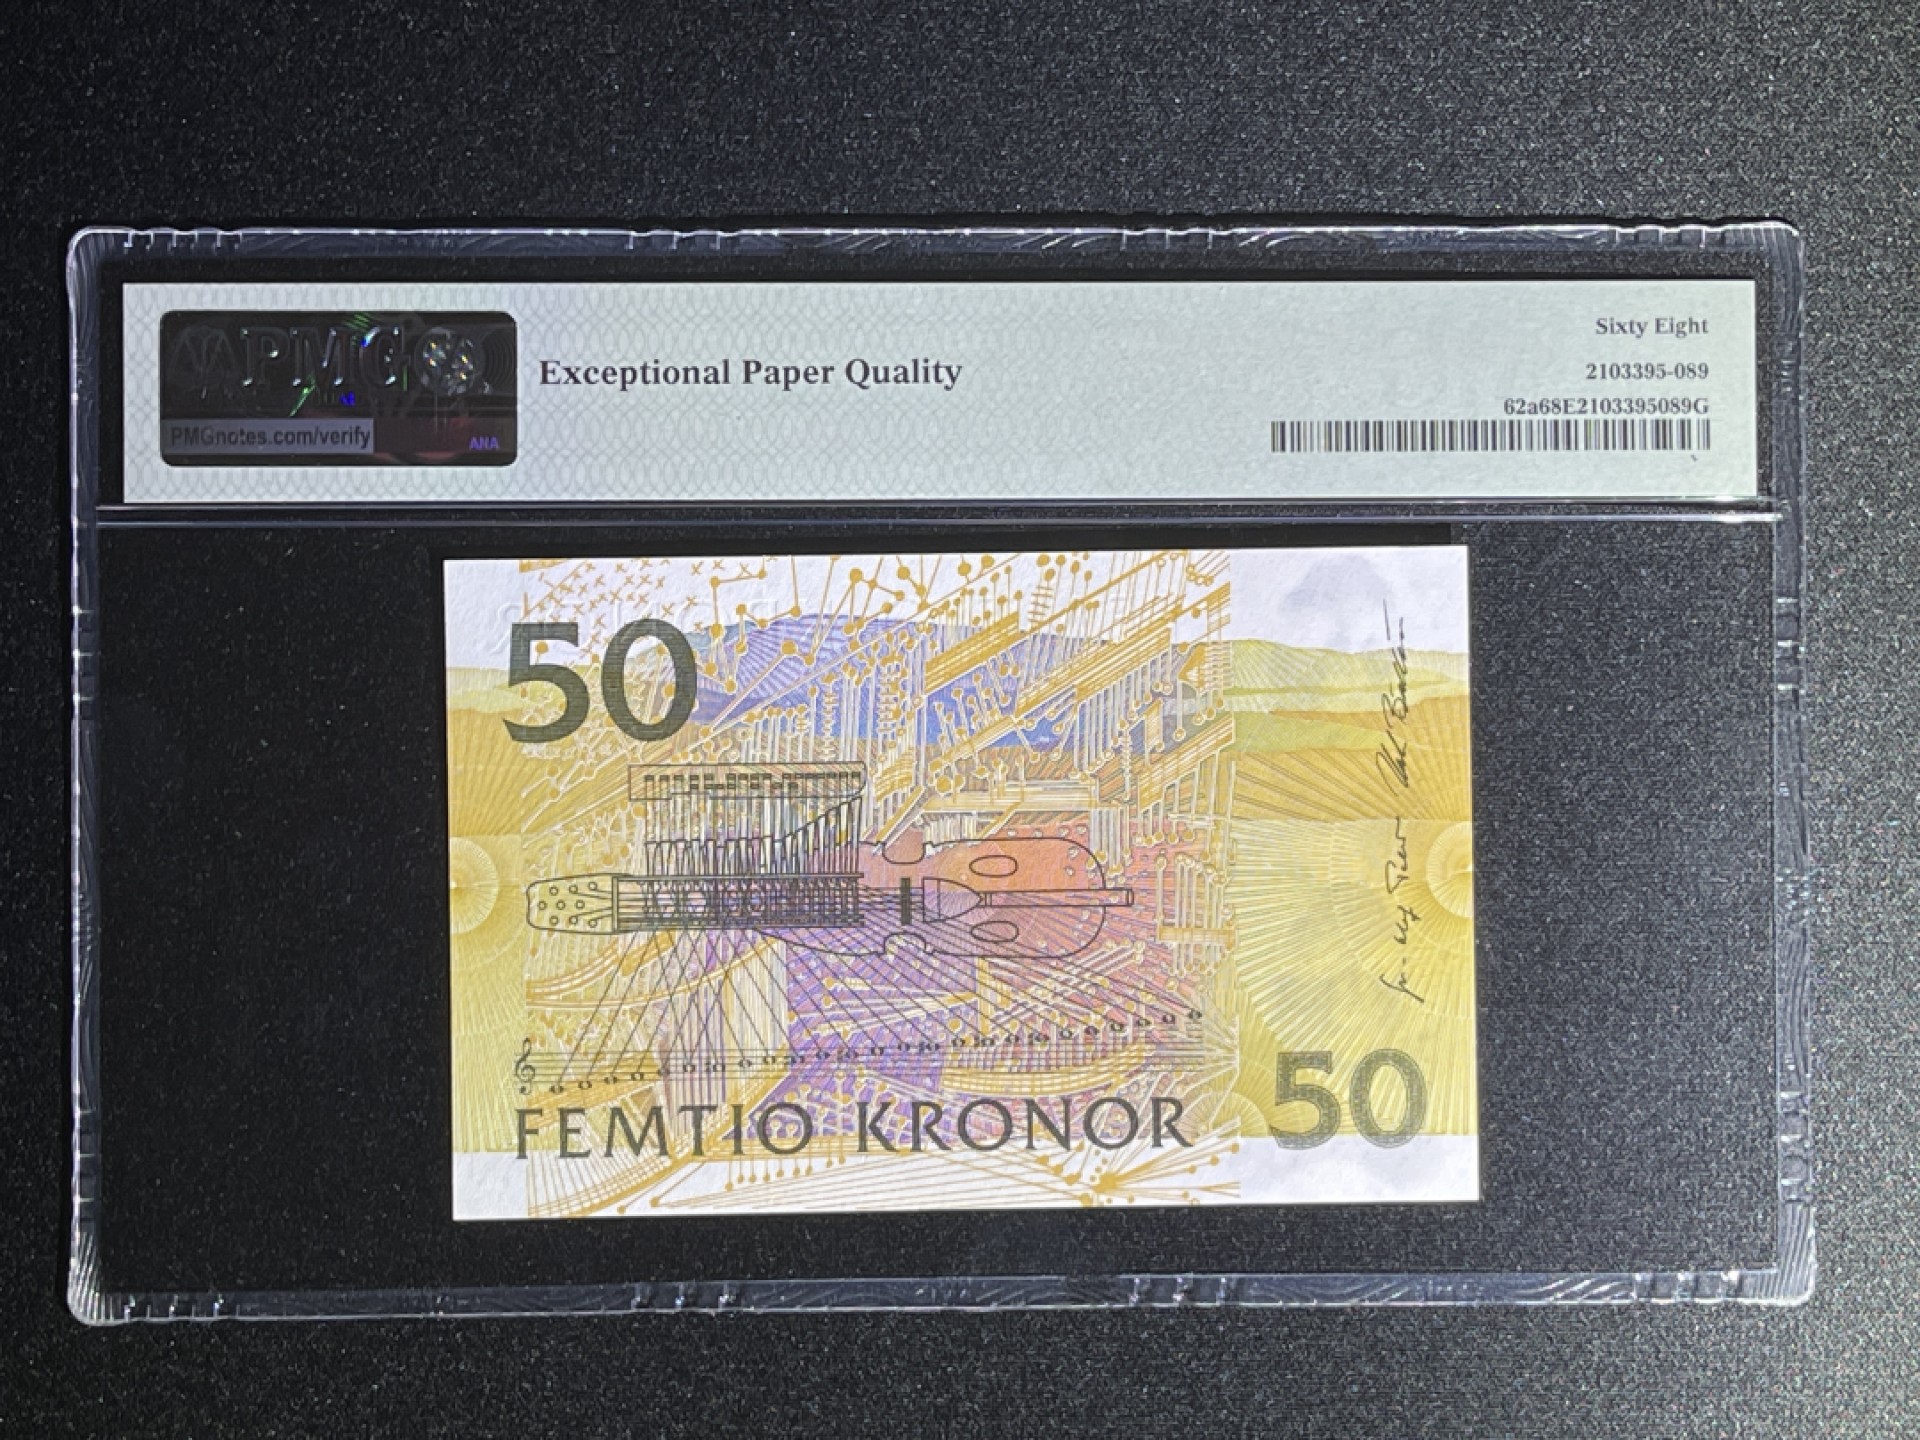 PMG
PMGnotes.com/verify
ANA
Exceptional Paper Quality
Sixty Eight
2103395-089
62a68E2103395089G
50
FEMTIO KRONOR
50